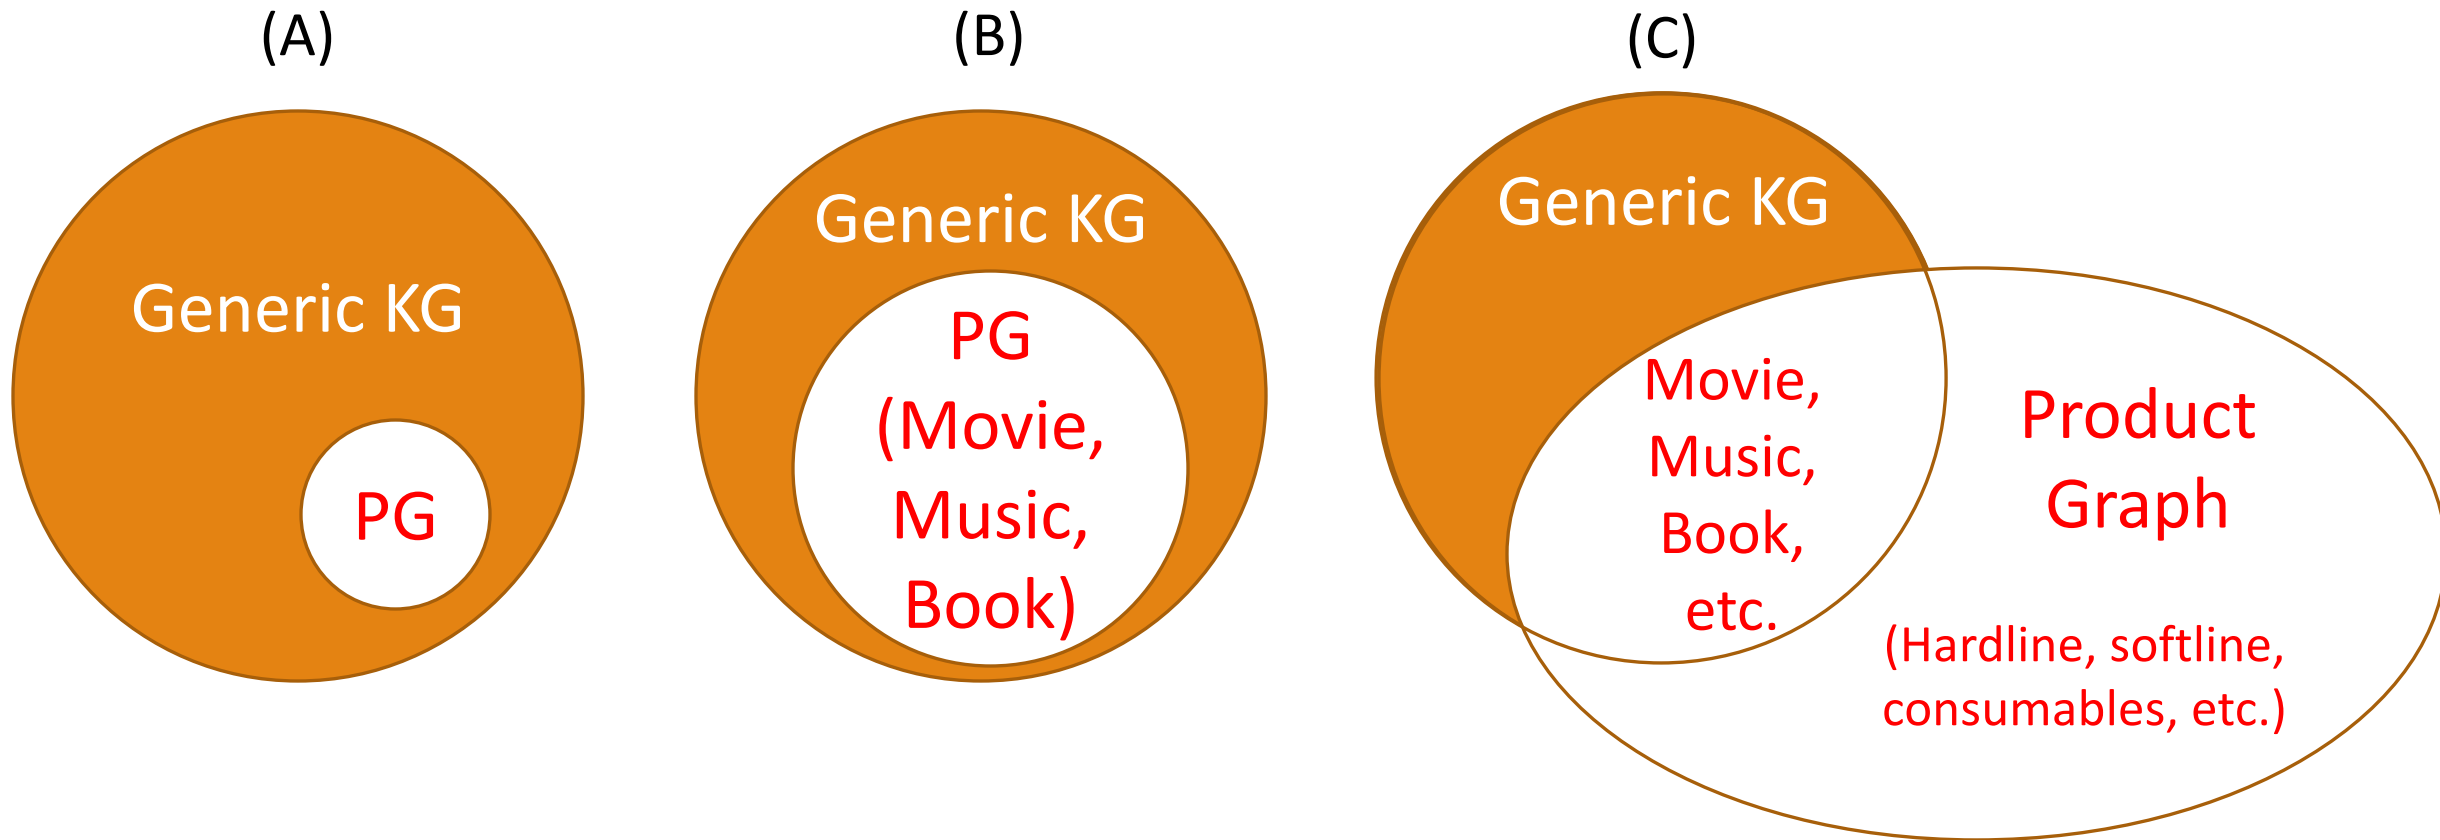 (A)
Generic KG
PG
(B)
Generic KG
PG
(Movie,
Music,
Book)
(C)
Generic KG
Movie,
Music,
Book,
etc.
Product
Graph
(Hardline, softline,
consumables, etc.)